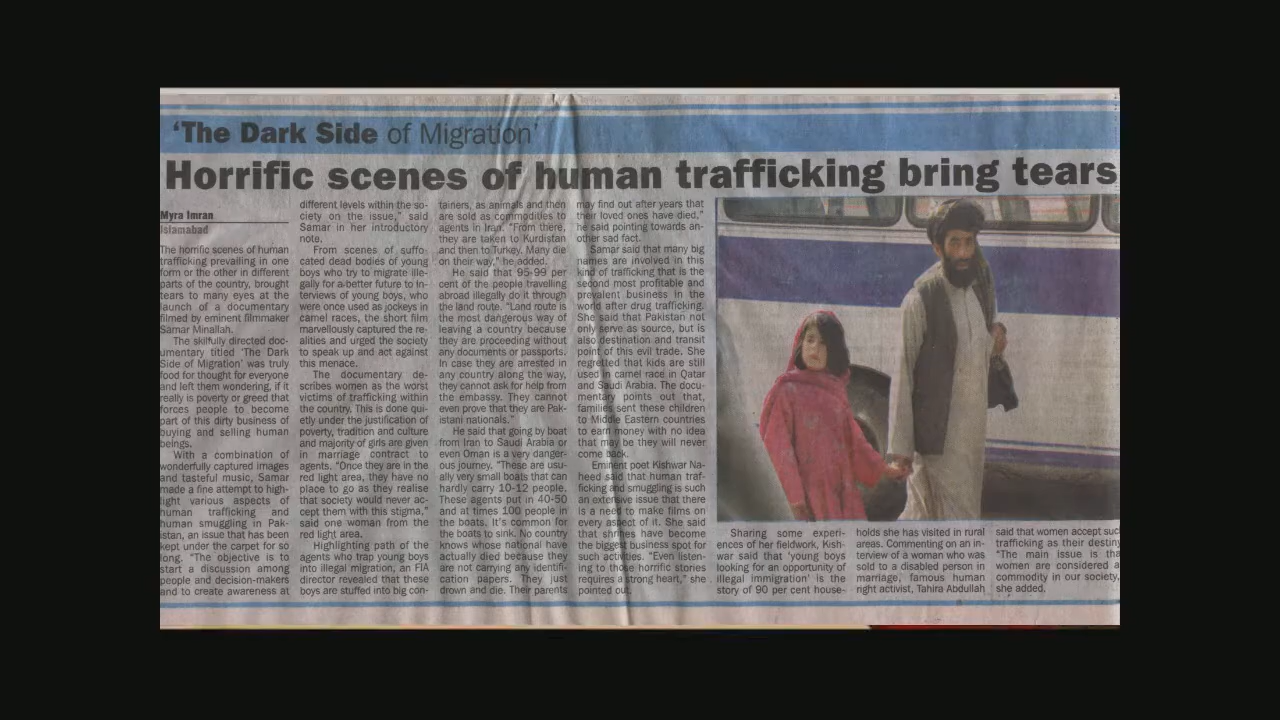 ‘The Dark Side of Migration’
Horrific scenes of human trafficking bring tears
Myra Imran
Islamabad
The horrific scenes of human
trafficking prevailing in one
form or the other in different
parts of the country, brought
tears to many eyes at the
launch of a documentary
filmed by eminent filmmaker
Samar Minallah.
The skilfully directed doc-
umentary titled ‘The Dark
Side of Migration’ was truly
food for thought for everyone
and left them wondering, if it
really is poverty or greed that
forces people to become
part of this dirty business of
buying and selling human
beings.
With a combination of
wonderfully captured images
and tasteful music, Samar
made a fine attempt to high-
light various aspects of
human trafficking and
human smuggling in Pak-
istan, an issue that has been
kept under the carpet for so
long. “The objective is to
start a discussion among
people and decision-makers
and to create awareness at
different levels within the so-
ciety on the issue,” said
Samar in her introductory
note.
From scenes of suffo-
cated dead bodies of young
boys who try to migrate ille-
gally for a better future to in-
terviews of young boys, who
were once used as jockeys in
camel races, the short film
marvellously captured the re-
alities and urged the society
to speak up and act against
this menace.
The documentary de-
scribes women as the worst
victims of trafficking within
the country. This is done qui-
etly under the justification of
poverty, tradition and culture
and majority of girls are given
in marriage contract to
agents. “Once they are in the
red light area, they have no
place to go as they realise
that society would never ac-
cept them with this stigma,”
said one woman from the
red light area.
Highlighting path of the
agents who trap young boys
into illegal migration, an FIA
director revealed that these
boys are stuffed into big con-
tainers, as animals and then
are sold as commodities to
agents in Iran. “From there,
they are taken to Kurdistan
and then to Turkey. Many die
on their way,” he added.
He said that 95-99 per
cent of the people travelling
abroad illegally do it through
the land route. “Land route is
the most dangerous way of
leaving a country because
they are proceeding without
any documents or passports.
In case they are arrested in
any country along the way,
they cannot ask for help from
the embassy. They cannot
even prove that they are Pak-
istani nationals.”
He said that going by boat
from Iran to Saudi Arabia or
even Oman is a very danger-
ous journey. “These are usu-
ally very small boats that can
hardly carry 10-12 people.
These agents put in 40-50
and at times 100 people in
the boats. It’s common for
the boats to sink. No country
knows whose national have
actually died because they
are not carrying any identifi-
cation papers. They just
drown and die. Their parents
may find out after years that
their loved ones have died,”
he said pointing towards an-
other sad fact.
Samar said that many big
names are involved in this
kind of trafficking that is the
second most profitable and
prevalent business in the
world after drug trafficking.
She said that Pakistan not
only serve as source, but is
also destination and transit
point of this evil trade. She
regretted that kids are still
used in camel race in Qatar
and Saudi Arabia. The docu-
mentary points out that,
families sent these children
to Middle Eastern countries
to earn money with no idea
that may be they will never
come back.
Eminent poet Kishwar Na-
heed said that human traf-
ficking and smuggling is such
an extensive issue that there
is a need to make films on
every aspect of it. She said
that shrines have become
the biggest business spot for
such activities. “Even listen-
ing to those horrific stories
requires a strong heart,” she
pointed out.
Sharing some experi-
ences of her fieldwork, Kish-
war said that ‘young boys
looking for an opportunity of
illegal immigration’ is the
story of 90 per cent house-
holds she has visited in rural
areas. Commenting on an in-
terview of a woman who was
sold to a disabled person in
marriage, famous human
right activist, Tahira Abdullah
said that women accept suc
trafficking as their destiny
“The main issue is tha
women are considered a
commodity in our society,
she added.